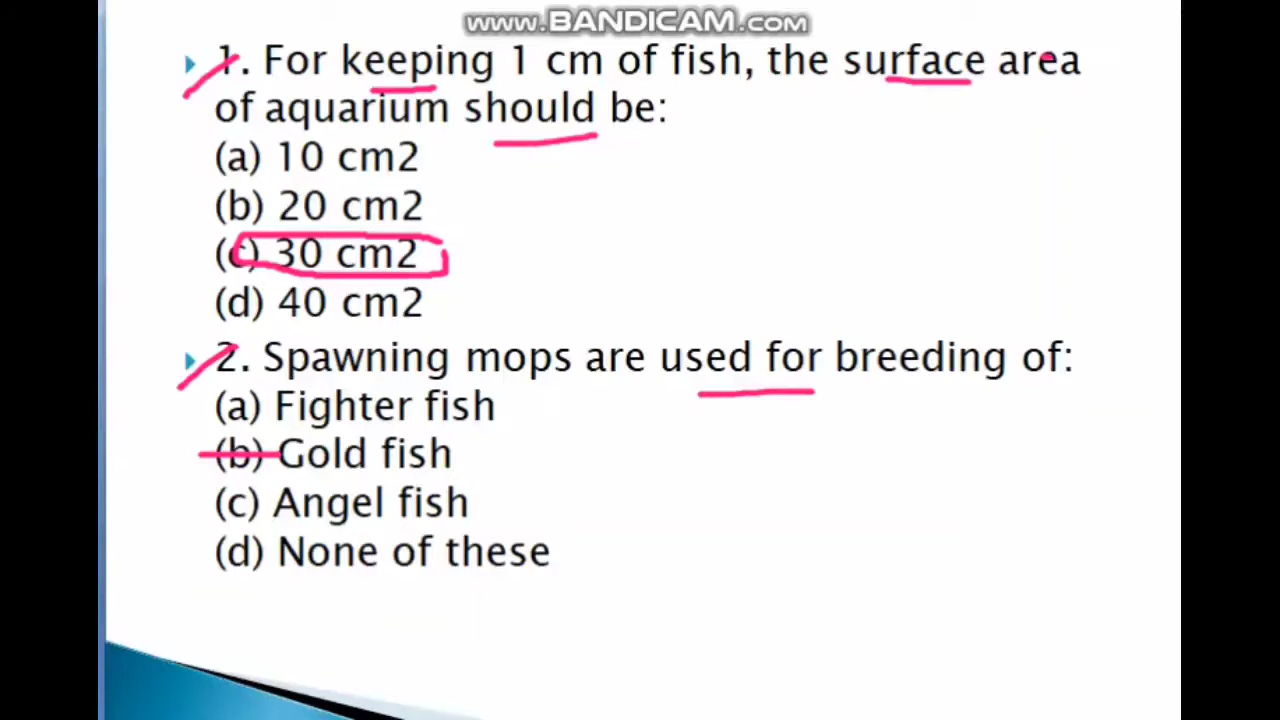 www.BANDICAM.com
1. For keeping 1 cm of fish, the surface area
of aquarium should be:
(a) 10 cm2
(b) 20 cm2
(c) 30 cm2
(d) 40 cm2
2. Spawning mops are used for breeding of:
(a) Fighter fish
(b) Gold fish
(c) Angel fish
(d) None of these